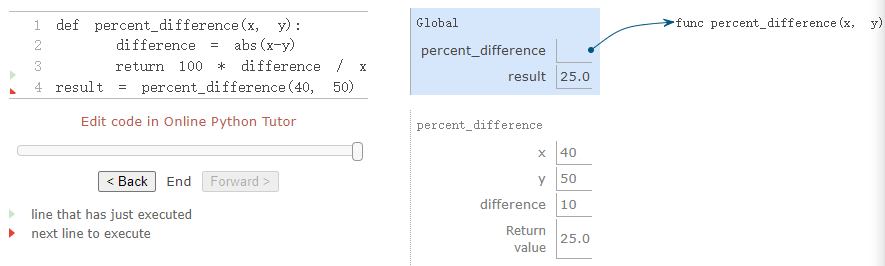 1 def percent_difference(x, y):
2 difference = abs(x-y)
3 return 100 * difference / x
4 result = percent_difference(40, 50)
Edit code in Online Python Tutor
< Back End Forward >
line that has just executed
next line to execute
Global
percent_difference
result 25.0
func percent_difference(x, y)
percent_difference
x 40
y 50
difference 10
Return
value 25.0